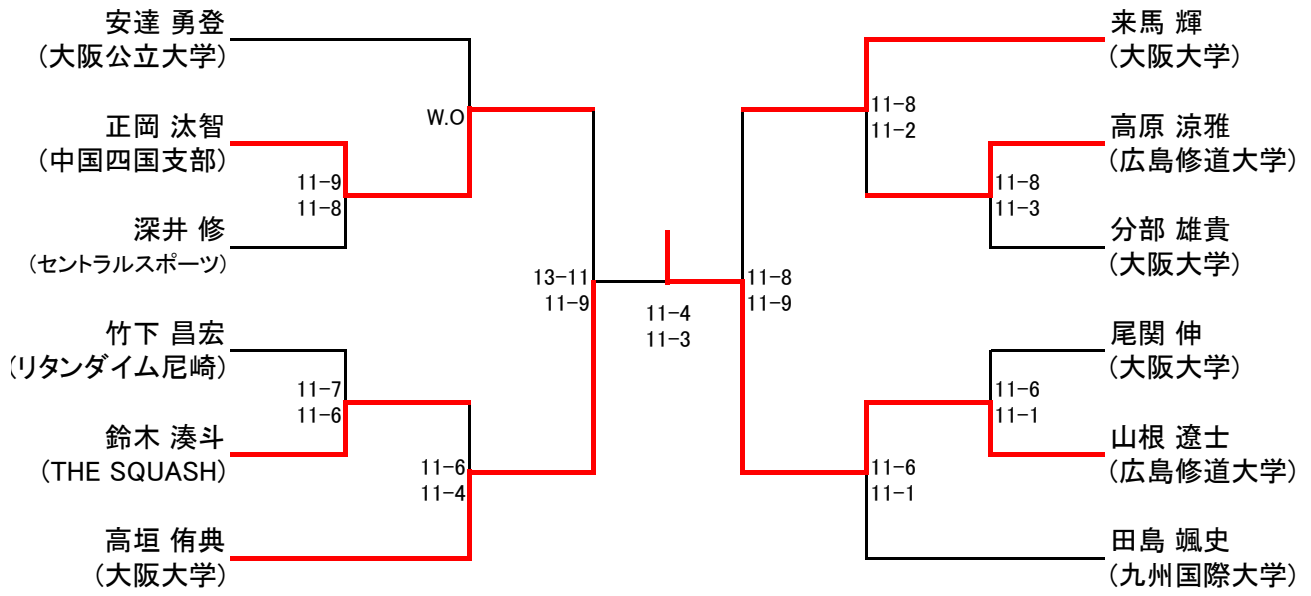 安達 勇登
(大阪公立大学)
正岡 汰智
(中国四国支部)
深井 修
(セントラルスポーツ)
竹下 昌宏
(リタンダイム尼崎)
鈴木 湊斗
(THE SQUASH)
高垣 侑典
(大阪大学)
W.O
11-9
11-8
11-7
11-6
11-6
11-4
13-11
11-9
11-4
11-3
11-8
11-9
11-8
11-2
11-8
11-3
11-6
11-1
11-6
11-1
来馬 輝
(大阪大学)
高原 涼雅
(広島修道大学)
分部 雄貴
(大阪大学)
尾関 伸
(大阪大学)
山根 遼士
(広島修道大学)
田島 颯史
(九州国際大学)